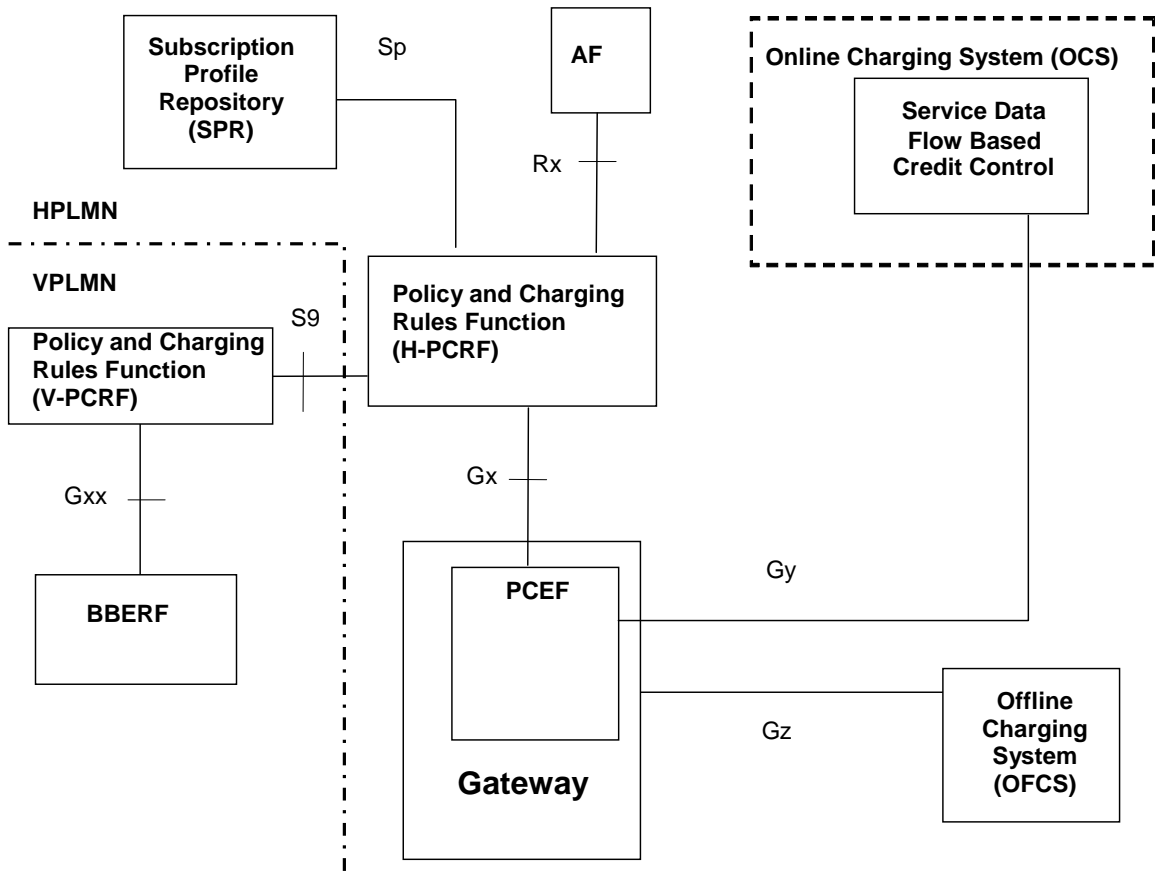 Subscription
Profile
Repository
(SPR)
Sp
AF
Online Charging System (OCS)
Service Data
Flow Based
Credit Control
Rx
HPLMN
VPLMN
S9
Policy and Charging
Rules Function
(H-PCRF)
Policy and Charging
Rules Function
(V-PCRF)
Gxx
Gx
BBERF
PCEF
Gy
Gateway
Gz
Offline
Charging
System
(OFCS)